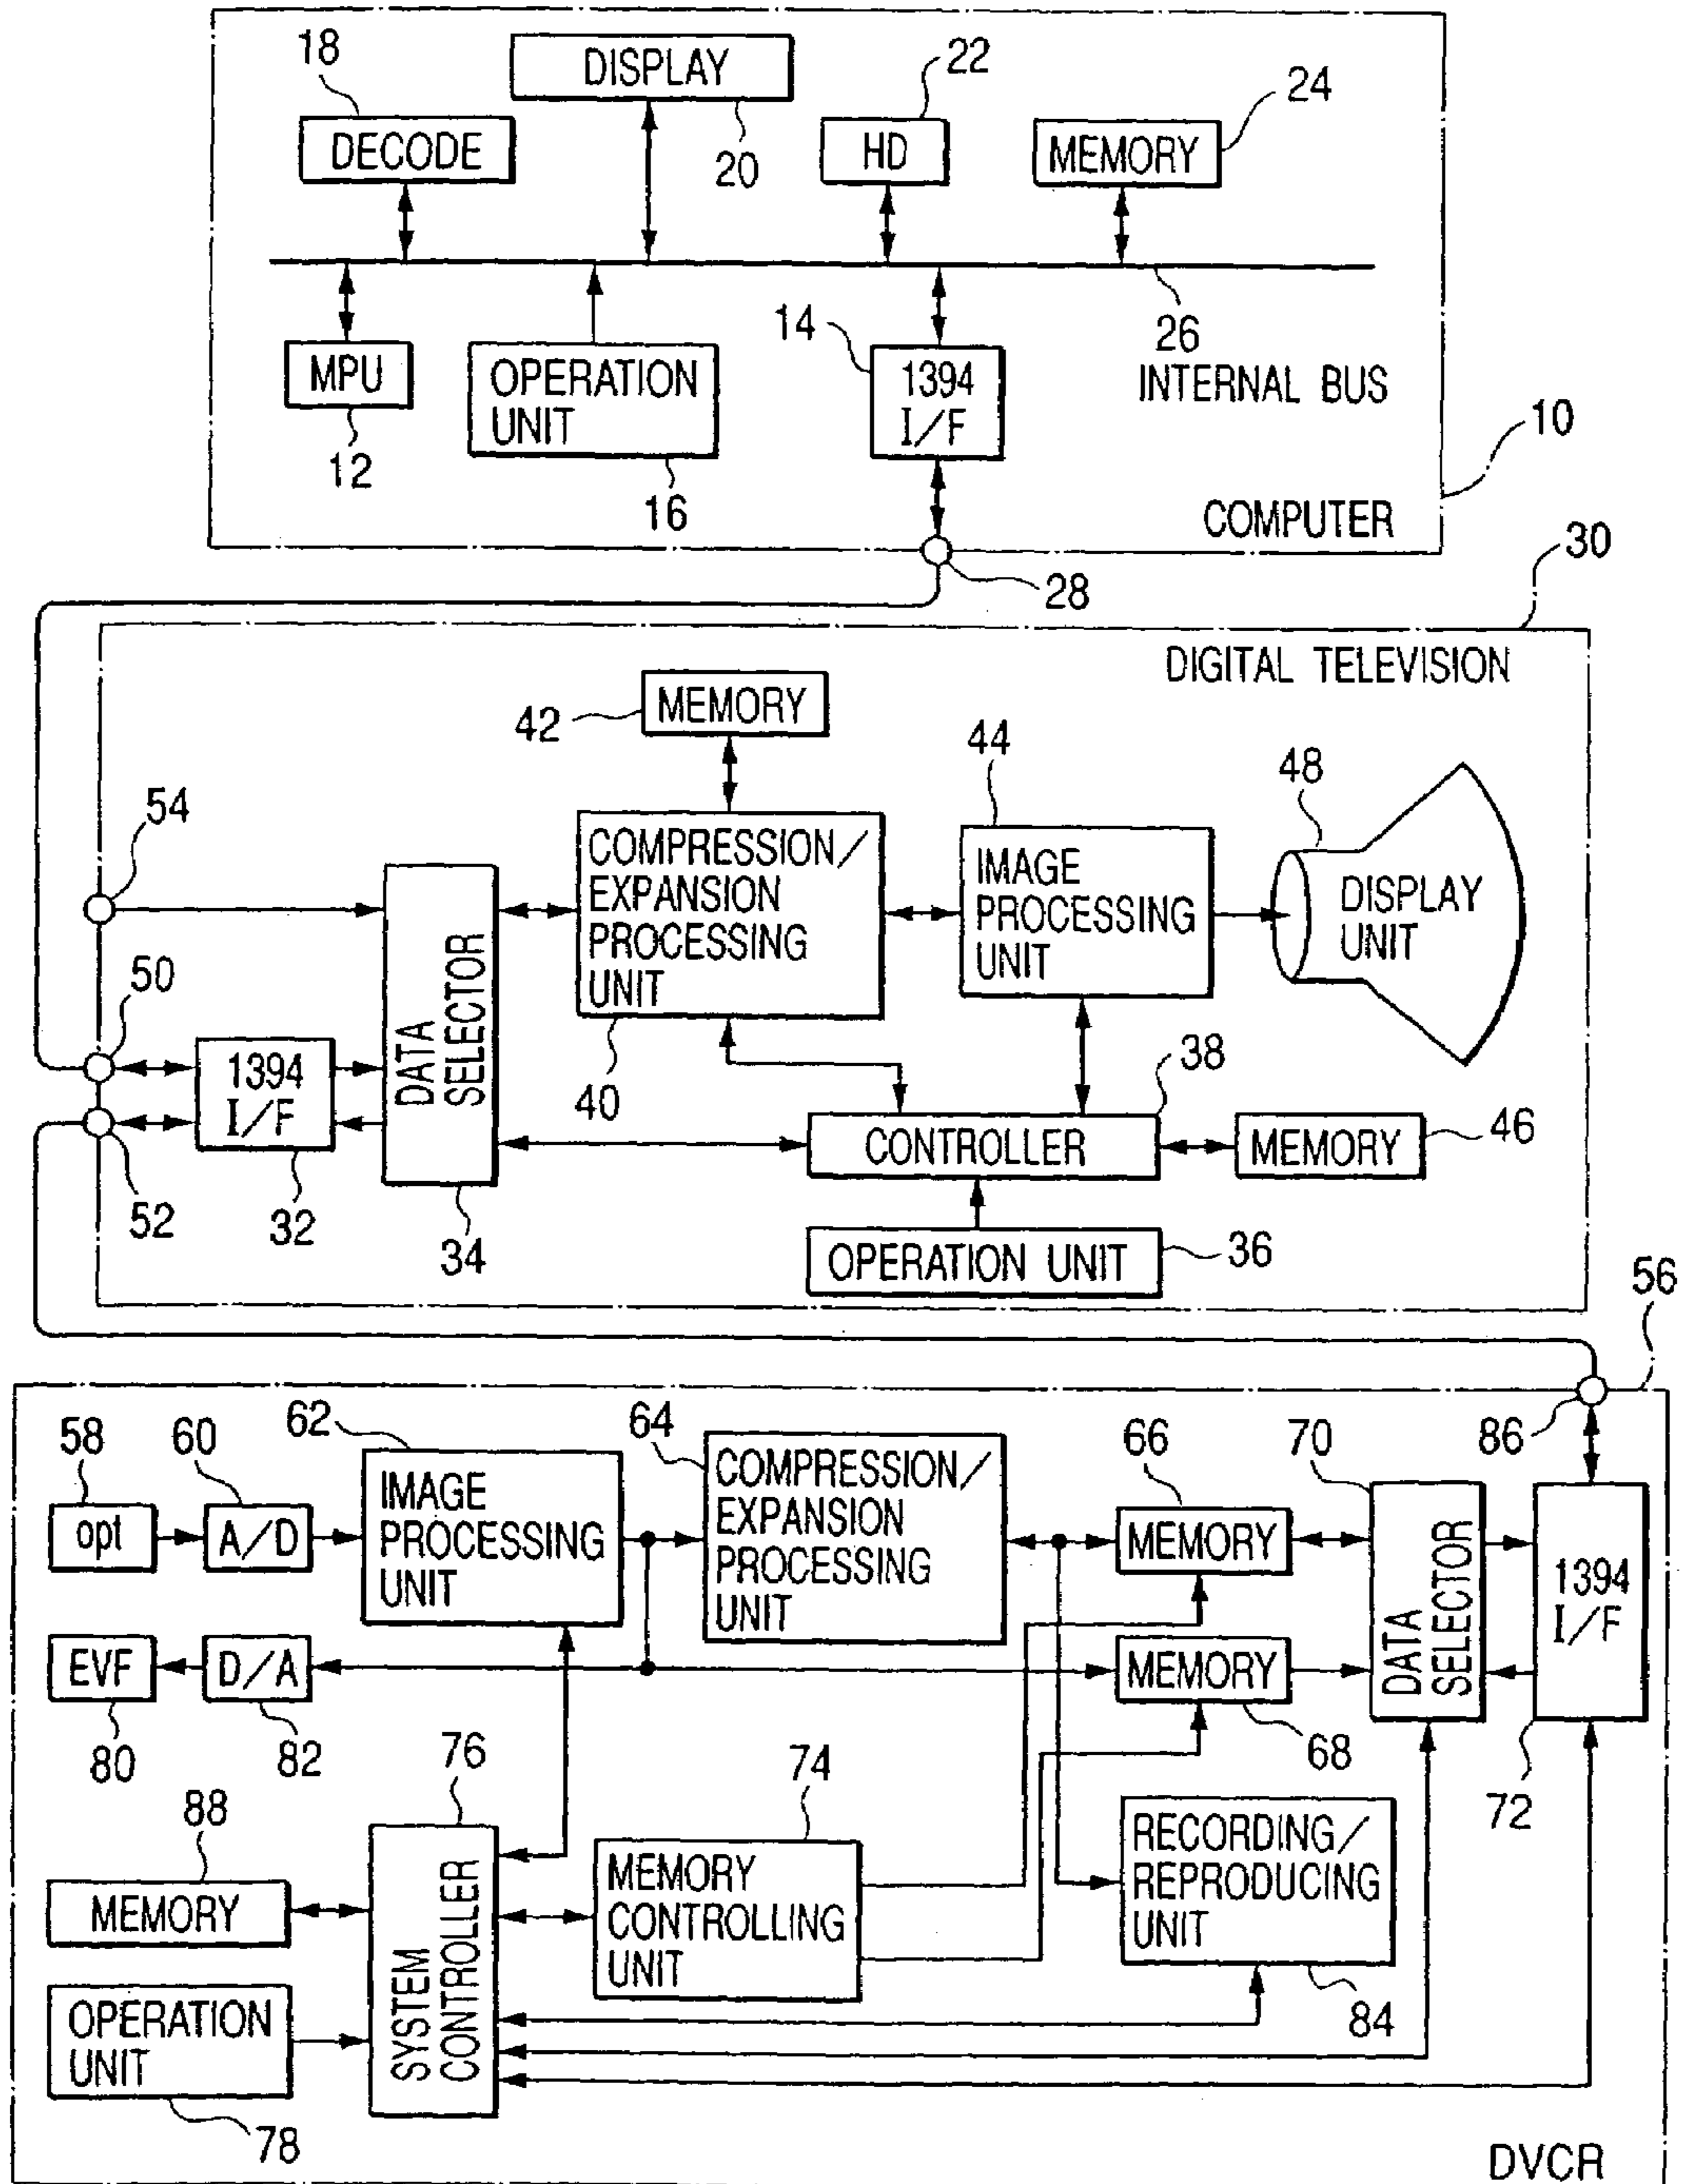 18
DISPLAY
22
24
DECODE
20
HD
MEMORY
14
26
MPU
OPERATION
UNIT
1394
I/F
INTERNAL BUS
12
16
10
COMPUTER
28
30
DIGITAL TELEVISION
42
MEMORY
44
48
54
COMPRESSION/
EXPANSION
PROCESSING
UNIT
IMAGE
PROCESSING
UNIT
DISPLAY
UNIT
50
1394
I/F
DATA
SELECTOR
40
38
CONTROLLER
MEMORY
46
52
32
34
OPERATION UNIT
36
56
58
60
62
64
66
70
86
opt
A/D
IMAGE
PROCESSING
UNIT
COMPRESSION/
EXPANSION
PROCESSING
UNIT
MEMORY
DATA
SELECTOR
1394
I/F
EVF
D/A
MEMORY
80
82
76
74
68
72
88
MEMORY
SYSTEM
CONTROLLER
MEMORY
CONTROLLING
UNIT
RECORDING/
REPRODUCING
UNIT
OPERATION
UNIT
84
78
DVCR